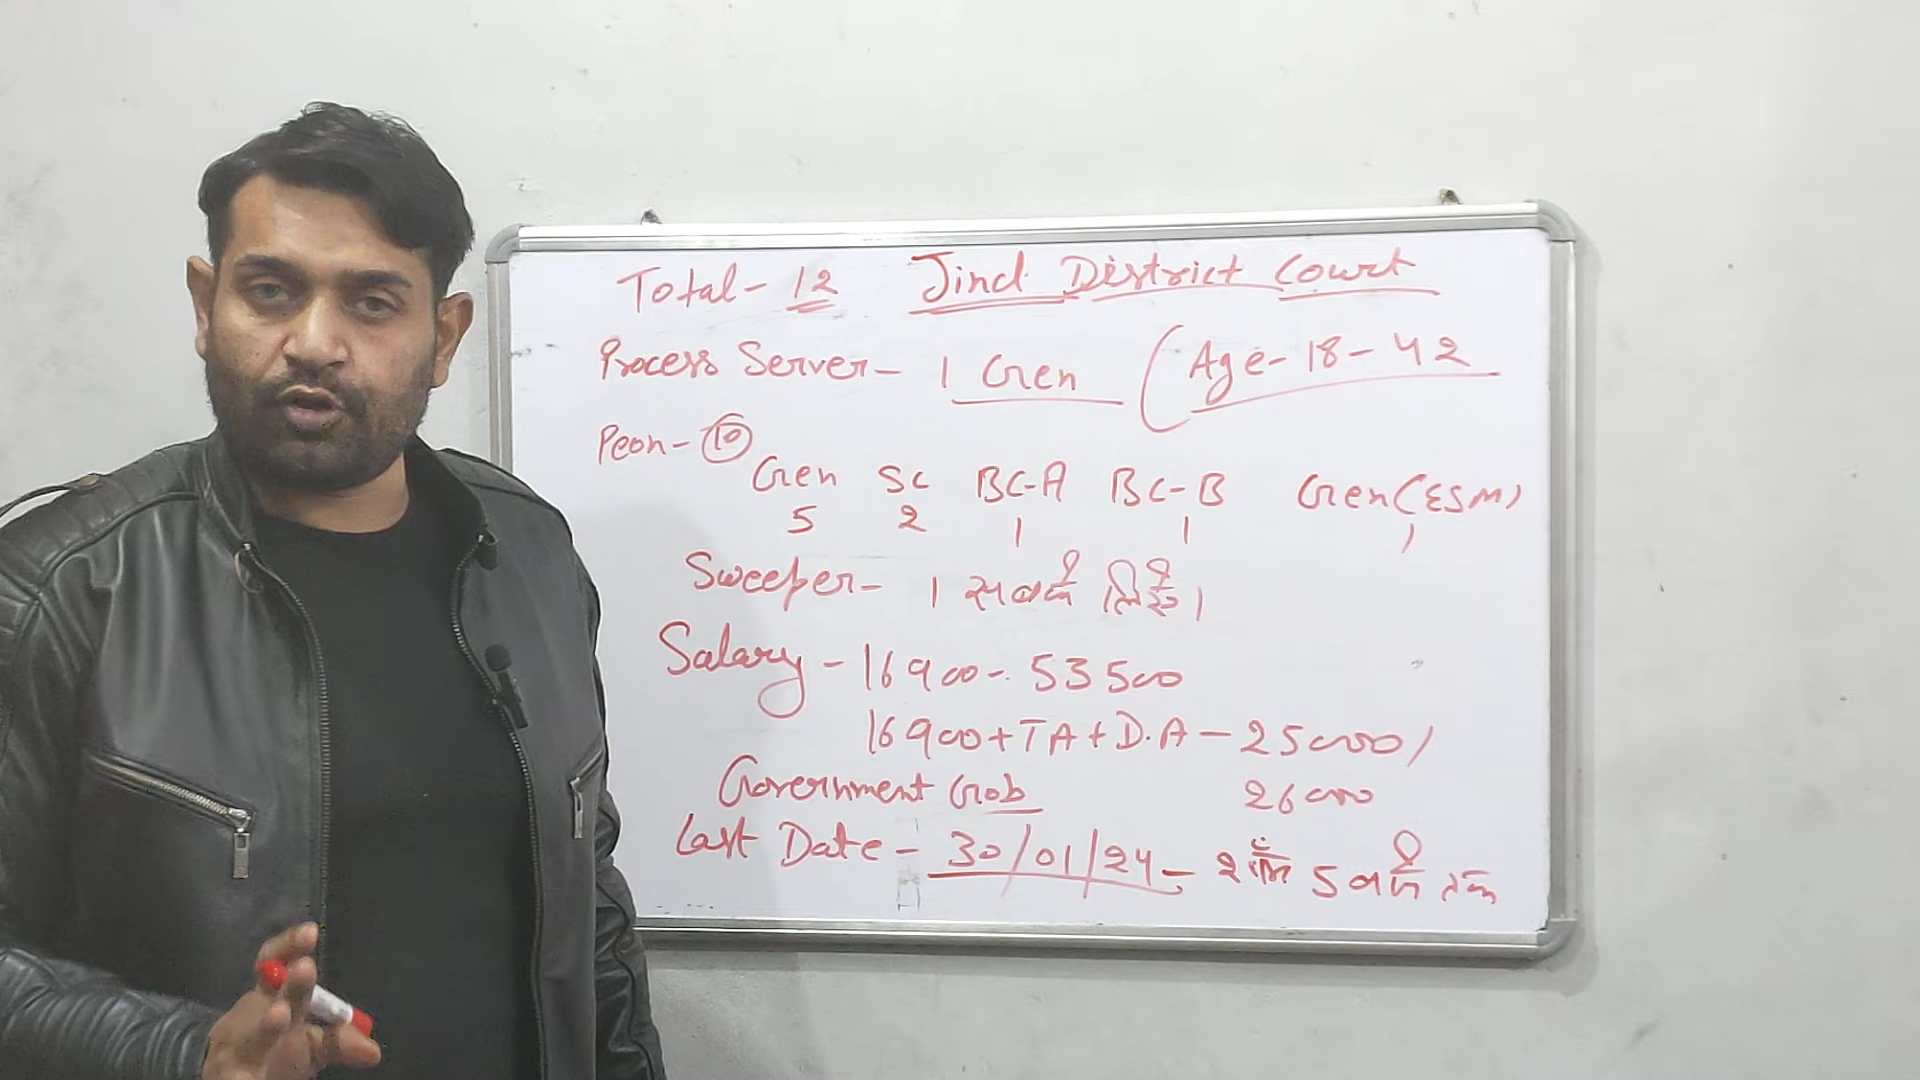 Total- 12 Jind District Court
Process Server- 1 Gen (Age- 18 - 42
Peon- 10
Gen SC BC-A BC-B Gen(ESM)
5 2 1 1 1
Sweeper- 1
Salary - 16900 - 53500
16900+TA+D.A - 25000/
Government Gob 26000
Last Date - 30/01/24 - 5 बजे तक